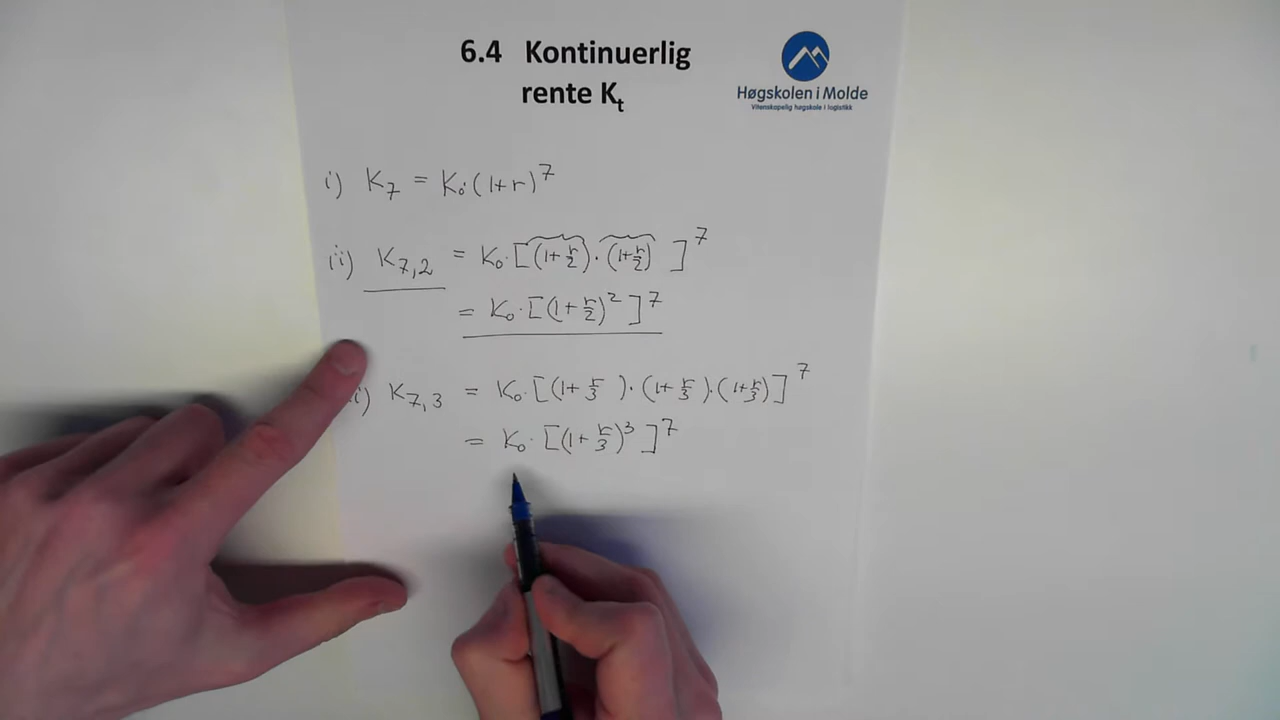 6.4 Kontinuerlig
rente Kₜ
Høgskolen i Molde
Vitenskapelig høgskole i logistikk
i) K₇ = K₀·(1+r)⁷
ii) K₇,₂ = K₀·[(1+r/2)·(1+r/2)]⁷
= K₀·[(1+r/2)²]⁷
i) K₇,₃ = K₀·[(1+r/3)·(1+r/3)·(1+r/3)]⁷
= K₀·[(1+r/3)³]⁷